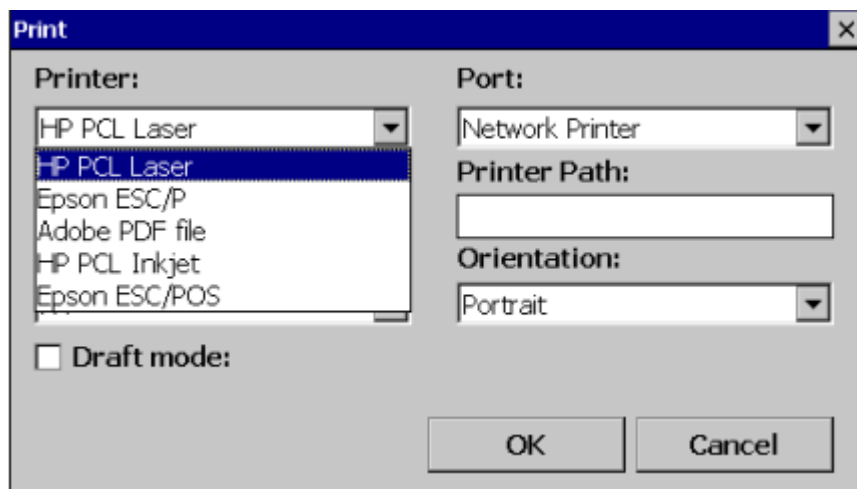 Print
Printer:
HP PCL Laser
HP PCL Laser
Epson ESC/P
Adobe PDF file
HP PCL Inkjet
Epson ESC/POS
Draft mode:
Port:
Network Printer
Printer Path:
Orientation:
Portrait
OK
Cancel